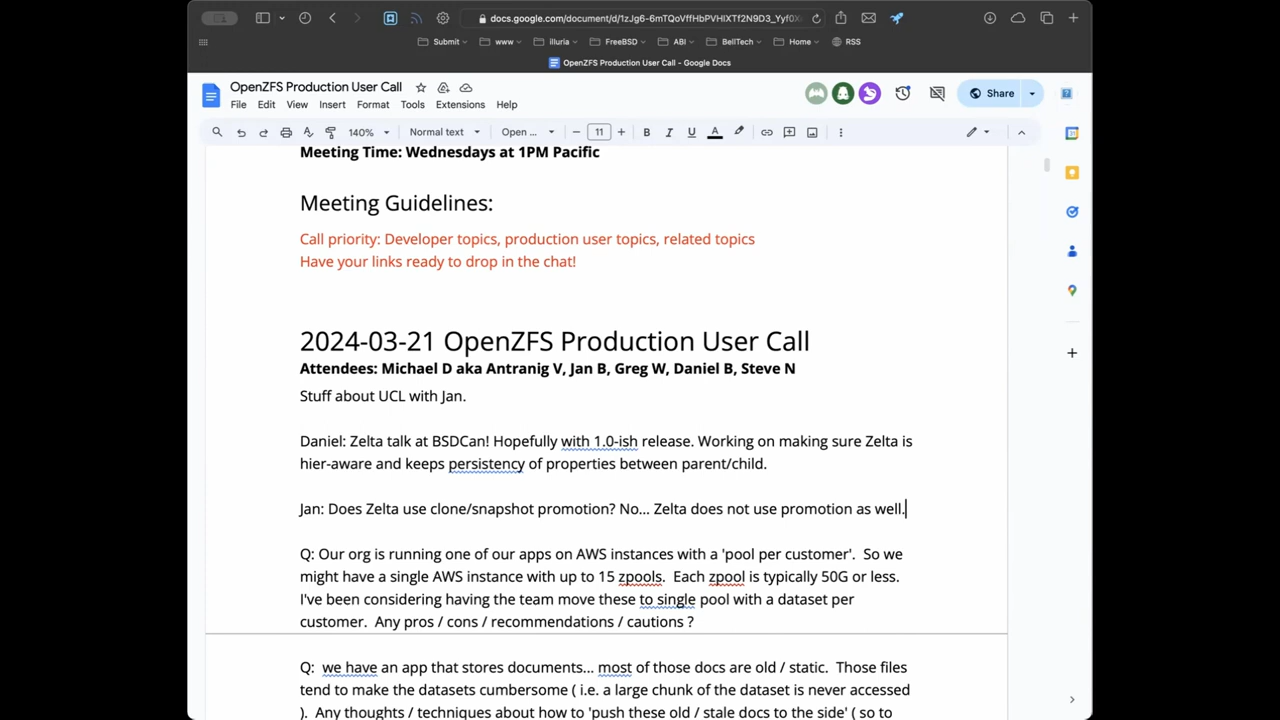 docs.google.com/document/d/1zJg6-6mTQoVffHbPVHIXTf2N9D3_Yyf0X
Submit
www
illuria
FreeBSD
ABI
BellTech
Home
RSS
OpenZFS Production User Call - Google Docs
OpenZFS Production User Call
File Edit View Insert Format Tools Extensions Help
Share
140% Normal text Open ... 11 B I U A
Meeting Time: Wednesdays at 1PM Pacific
Meeting Guidelines:
Call priority: Developer topics, production user topics, related topics
Have your links ready to drop in the chat!
2024-03-21 OpenZFS Production User Call
Attendees: Michael D aka Antranig V, Jan B, Greg W, Daniel B, Steve N
Stuff about UCL with Jan.
Daniel: Zelta talk at BSDCan! Hopefully with 1.0-ish release. Working on making sure Zelta is
hier-aware and keeps persistency of properties between parent/child.
Jan: Does Zelta use clone/snapshot promotion? No... Zelta does not use promotion as well.
Q: Our org is running one of our apps on AWS instances with a 'pool per customer'.  So we
might have a single AWS instance with up to 15 zpools.  Each zpool is typically 50G or less.
I've been considering having the team move these to single pool with a dataset per
customer.  Any pros / cons / recommendations / cautions ?
Q:  we have an app that stores documents... most of those docs are old / static.  Those files
tend to make the datasets cumbersome ( i.e. a large chunk of the dataset is never accessed
).  Any thoughts / techniques about how to 'push these old / stale docs to the side' ( so to